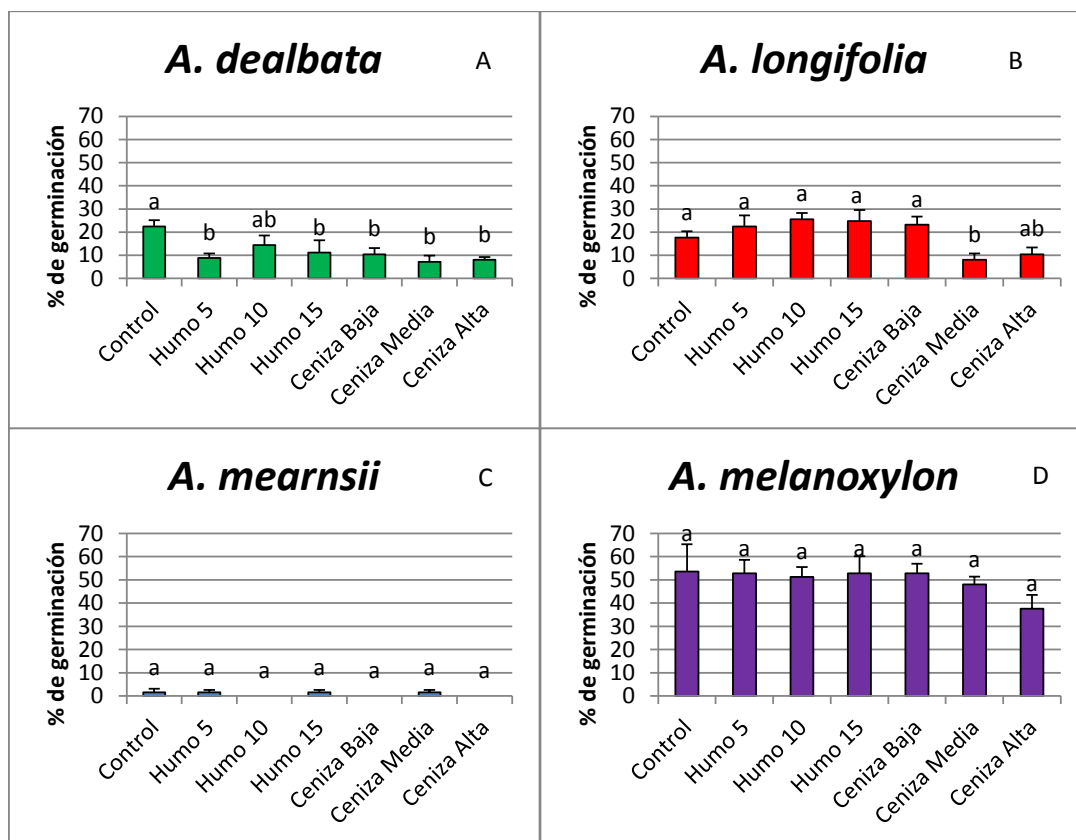 A. dealbata A
% de germinación
70
60
50
40
30
20
10
0
a b ab b b b b
Control Humo 5 Humo 10 Humo 15 Ceniza Baja Ceniza Media Ceniza Alta
A. longifolia B
% de germinación
70
60
50
40
30
20
10
0
a a a a a b ab
Control Humo 5 Humo 10 Humo 15 Ceniza Baja Ceniza Media Ceniza Alta
A. mearnsii C
% de germinación
70
60
50
40
30
20
10
0
a a a a a a a
Control Humo 5 Humo 10 Humo 15 Ceniza Baja Ceniza Media Ceniza Alta
A. melanoxylon D
% de germinación
70
60
50
40
30
20
10
0
a a a a a a a
Control Humo 5 Humo 10 Humo 15 Ceniza Baja Ceniza Media Ceniza Alta